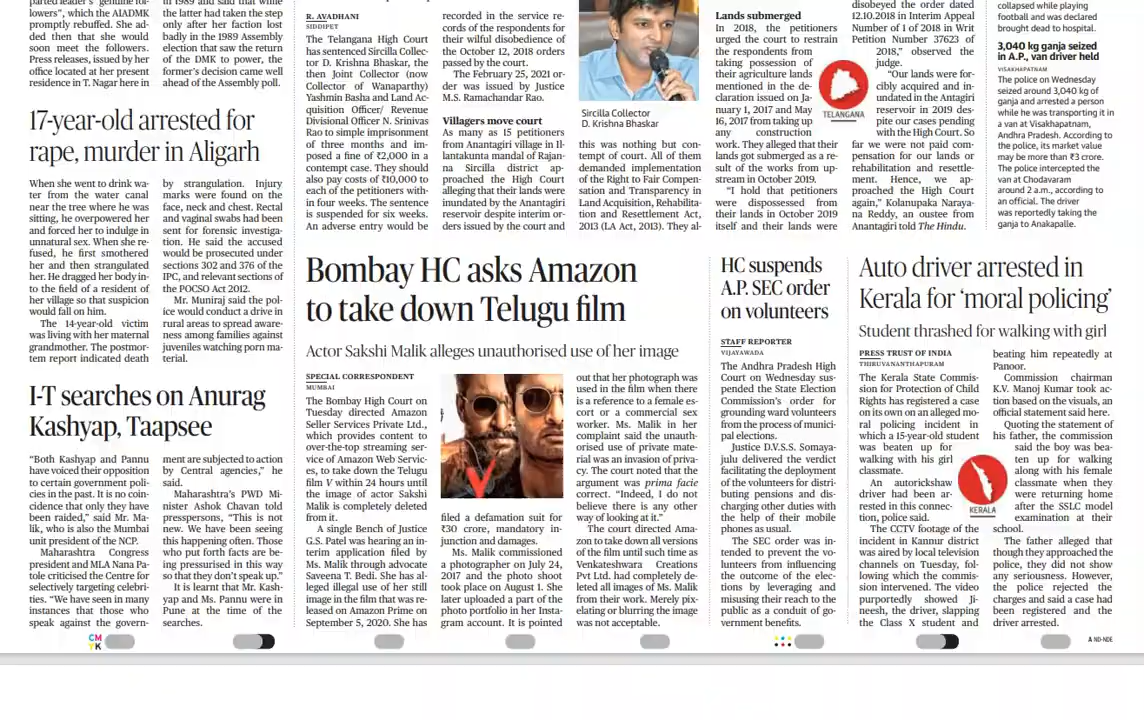 parted leader's "genuine fol-
lowers", which the AIADMK
promptly rebuffed. She ad-
ded then that she would
soon meet the followers.
Press releases, issued by her
office located at her present
residence in T. Nagar here in
in 1989 and said that while
the latter had taken the step
only after her faction lost
badly in the 1989 Assembly
election that saw the return
of the DMK to power, the
former's decision came well
ahead of the Assembly poll.
17-year-old arrested for
rape, murder in Aligarh
When she went to drink wa-
ter from the water canal
near the tree where he was
sitting, he overpowered her
and forced her to indulge in
unnatural sex. When she re-
fused, he first smothered
her and then strangulated
her. He dragged her body in-
to the field of a resident of
her village so that suspicion
would fall on him.
The 14-year-old victim
was living with her maternal
grandmother. The postmor-
tem report indicated death
by strangulation. Injury
marks were found on the
face, neck and chest. Rectal
and vaginal swabs had been
sent for forensic investiga-
tion. He said the accused
would be prosecuted under
sections 302 and 376 of the
IPC, and relevant sections of
the POCSO Act 2012.
Mr. Muniraj said the pol-
ice would conduct a drive in
rural areas to spread aware-
ness among families against
juveniles watching porn ma-
terial.
I-T searches on Anurag
Kashyap, Taapsee
"Both Kashyap and Pannu
have voiced their opposition
to certain government poli-
cies in the past. It is no coin-
cidence that only they have
been raided," said Mr. Ma-
lik, who is also the Mumbai
unit president of the NCP.
Maharashtra Congress
president and MLA Nana Pa-
tole criticised the Centre for
selectively targeting celebri-
ties. "We have seen in many
instances that those who
speak against the govern-
ment are subjected to action
by Central agencies," he
said.
Maharashtra's PWD Mi-
nister Ashok Chavan told
presspersons, "This is not
new. We have been seeing
this happening often. Those
who put forth facts are be-
ing pressurised in this way
so that they don't speak up."
It is learnt that Mr. Kash-
yap and Ms. Pannu were in
Pune at the time of the
searches.
R. AVADHANI
SIDDIPET
The Telangana High Court
has sentenced Sircilla Collec-
tor D. Krishna Bhaskar, the
then Joint Collector (now
Collector of Wanaparthy)
Yashmin Basha and Land Ac-
quisition Officer/ Revenue
Divisional Officer N. Srinivas
Rao to simple imprisonment
of three months and im-
posed a fine of ₹2,000 in a
contempt case. They should
also pay costs of ₹10,000 to
each of the petitioners with-
in four weeks. The sentence
is suspended for six weeks.
An adverse entry would be
recorded in the service re-
cords of the respondents for
their wilful disobedience of
the October 12, 2018 orders
passed by the court.
The February 25, 2021 or-
der was issued by Justice
M.S. Ramachandar Rao.
Villagers move court
As many as 15 petitioners
from Anantagiri village in Il-
lantakunta mandal of Rajan-
na Sircilla district ap-
proached the High Court
alleging that their lands were
inundated by the Anantagiri
reservoir despite interim or-
ders issued by the court and
Sircilla Collector
D. Krishna Bhaskar
this was nothing but con-
tempt of court. All of them
demanded implementation
of the Right to Fair Compen-
sation and Transparency in
Land Acquisition, Rehabilita-
tion and Resettlement Act,
2013 (LA Act, 2013). They al-
Lands submerged
In 2018, the petitioners
urged the court to restrain
the respondents from
taking possession of
their agriculture lands
mentioned in the de-
claration issued on Ja-
nuary 1, 2017 and May
16, 2017 from taking up
any construction
work. They alleged that their
lands got submerged as a re-
sult of the works from up-
stream in October 2019.
"I hold that petitioners
were dispossessed from
their lands in October 2019
itself and their lands were
TELANGANA
disobeyed the order dated
12.10.2018 in Interim Appeal
Number of 1 of 2018 in Writ
Petition Number 37623 of
2018," observed the
judge.
"Our lands were for-
cibly acquired and in-
undated in the Antagiri
reservoir in 2019 des-
pite our cases pending
with the High Court. So
far we were not paid com-
pensation for our lands or
rehabilitation and resettle-
ment. Hence, we ap-
proached the High Court
again," Kolanupaka Naraya-
na Reddy, an oustee from
Anantagiri told The Hindu.
collapsed while playing
football and was declared
brought dead to hospital.
3,040 kg ganja seized
in A.P., van driver held
VISAKHAPATNAM
The police on Wednesday
seized around 3,040 kg of
ganja and arrested a person
while he was transporting it in
a van at Visakhapatnam,
Andhra Pradesh. According to
the police, its market value
may be more than ₹3 crore.
The police intercepted the
van at Chodavaram
around 2 a.m., according to
an official. The driver
was reportedly taking the
ganja to Anakapalle.
Bombay HC asks Amazon
to take down Telugu film
Actor Sakshi Malik alleges unauthorised use of her image
SPECIAL CORRESPONDENT
MUMBAI
The Bombay High Court on
Tuesday directed Amazon
Seller Services Private Ltd.,
which provides content to
over-the-top streaming ser-
vice of Amazon Web Servic-
es, to take down the Telugu
film V within 24 hours until
the image of actor Sakshi
Malik is completely deleted
from it.
A single Bench of Justice
G.S. Patel was hearing an in-
terim application filed by
Ms. Malik through advocate
Saveena T. Bedi. She has al-
leged illegal use of her still
image in the film that was re-
leased on Amazon Prime on
September 5, 2020. She has
V
filed a defamation suit for
₹30 crore, mandatory in-
junction and damages.
Ms. Malik commissioned
a photographer on July 24,
2017 and the photo shoot
took place on August 1. She
later uploaded a part of the
photo portfolio in her Insta-
gram account. It is pointed
out that her photograph was
used in the film when there
is a reference to a female es-
cort or a commercial sex
worker. Ms. Malik in her
complaint said the unauth-
orised use of private mate-
rial was an invasion of priva-
cy. The court noted that the
argument was prima facie
correct. "Indeed, I do not
believe there is any other
way of looking at it."
The court directed Ama-
zon to take down all versions
of the film until such time as
Venkateshwara Creations
Pvt Ltd. had completely de-
leted all images of Ms. Malik
from their work. Merely pix-
elating or blurring the image
was not acceptable.
HC suspends
A.P. SEC order
on volunteers
STAFF REPORTER
VIJAYAWADA
The Andhra Pradesh High
Court on Wednesday sus-
pended the State Election
Commission's order for
grounding ward volunteers
from the process of munici-
pal elections.
Justice D.V.S.S. Somaya-
julu delivered the verdict
facilitating the deployment
of the volunteers for distri-
buting pensions and dis-
charging other duties with
the help of their mobile
phones as usual.
The SEC order was in-
tended to prevent the vo-
lunteers from influencing
the outcome of the elec-
tions by leveraging and
misusing their reach to the
public as a conduit of go-
vernment benefits.
Auto driver arrested in
Kerala for 'moral policing'
Student thrashed for walking with girl
PRESS TRUST OF INDIA
THIRUVANANTHAPURAM
The Kerala State Commis-
sion for Protection of Child
Rights has registered a case
on its own on an alleged mo-
ral policing incident in
which a 15-year-old student
was beaten up for
walking with his girl
classmate.
An autorickshaw
driver had been ar-
rested in this connec-
tion, police said.
The CCTV footage of the
incident in Kannur district
was aired by local television
channels on Tuesday, fol-
lowing which the commis-
sion intervened. The video
purportedly showed Ji-
neesh, the driver, slapping
the Class X student and
KERALA
beating him repeatedly at
Panoor.
Commission chairman
K.V. Manoj Kumar took ac-
tion based on the visuals, an
official statement said here.
Quoting the statement of
his father, the commission
said the boy was bea-
ten up for walking
along with his female
classmate when they
were returning home
after the SSLC model
examination at their
school.
The father alleged that
though they approached the
police, they did not show
any seriousness. However,
the police rejected the
charges and said a case had
been registered and the
driver arrested.
CM
YK
A ND-NDE